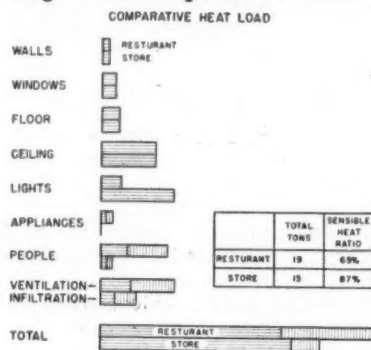 COMPARATIVE HEAT LOAD
WALLS
RESTURANT
STORE
WINDOWS
FLOOR
CEILING
LIGHTS
APPLIANCES
PEOPLE
TOTAL TONS SENSIBLE HEAT RATIO
RESTURANT 19 69%
STORE 15 87%
VENTILATION-
INFILTRATION-
TOTAL
RESTURANT
STORE